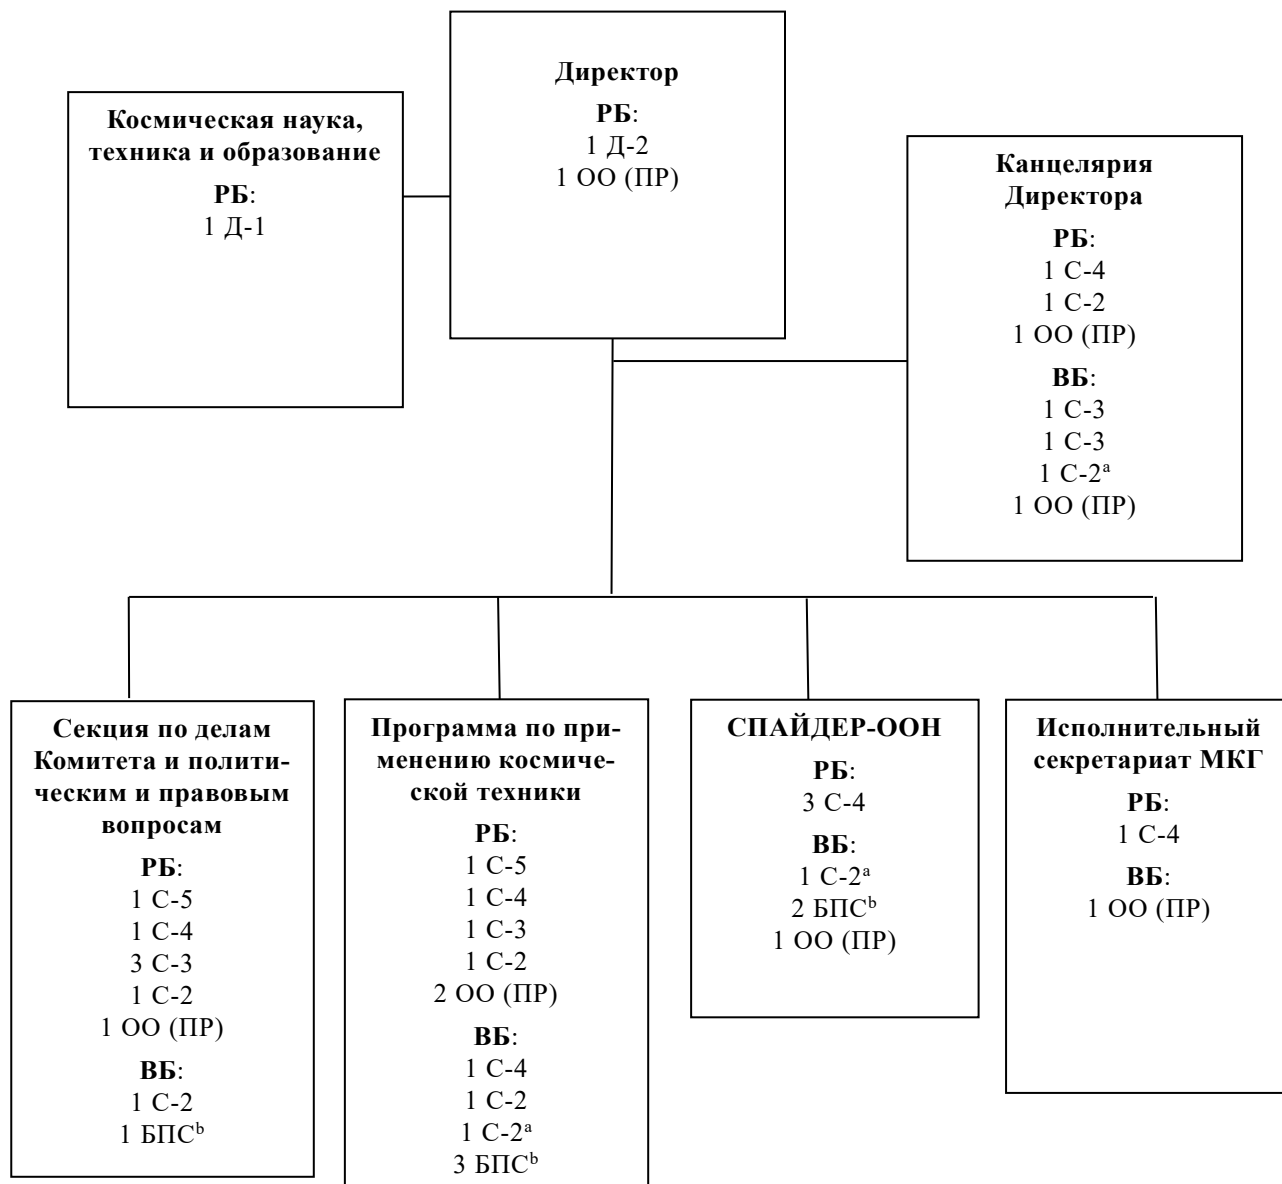 Директор
РБ:
1 Д-2
1 ОО (ПР)
Космическая наука,
техника и образование
РБ:
1 Д-1
Канцелярия
Директора
РБ:
1 С-4
1 С-2
1 ОО (ПР)
ВБ:
1 С-3
1 С-3
1 С-2ᵃ
1 ОО (ПР)
Секция по делам
Комитета и полити-
ческим и правовым
вопросам
РБ:
1 С-5
1 С-4
3 С-3
1 С-2
1 ОО (ПР)
ВБ:
1 С-2
1 БПСᵇ
Программа по при-
менению космиче-
ской техники
РБ:
1 С-5
1 С-4
1 С-3
1 С-2
2 ОО (ПР)
ВБ:
1 С-4
1 С-2
1 С-2ᵃ
3 БПСᵇ
СПАЙДЕР-ООН
РБ:
3 С-4
ВБ:
1 С-2ᵃ
2 БПСᵇ
1 ОО (ПР)
Исполнительный
секретариат МКГ
РБ:
1 С-4
ВБ:
1 ОО (ПР)